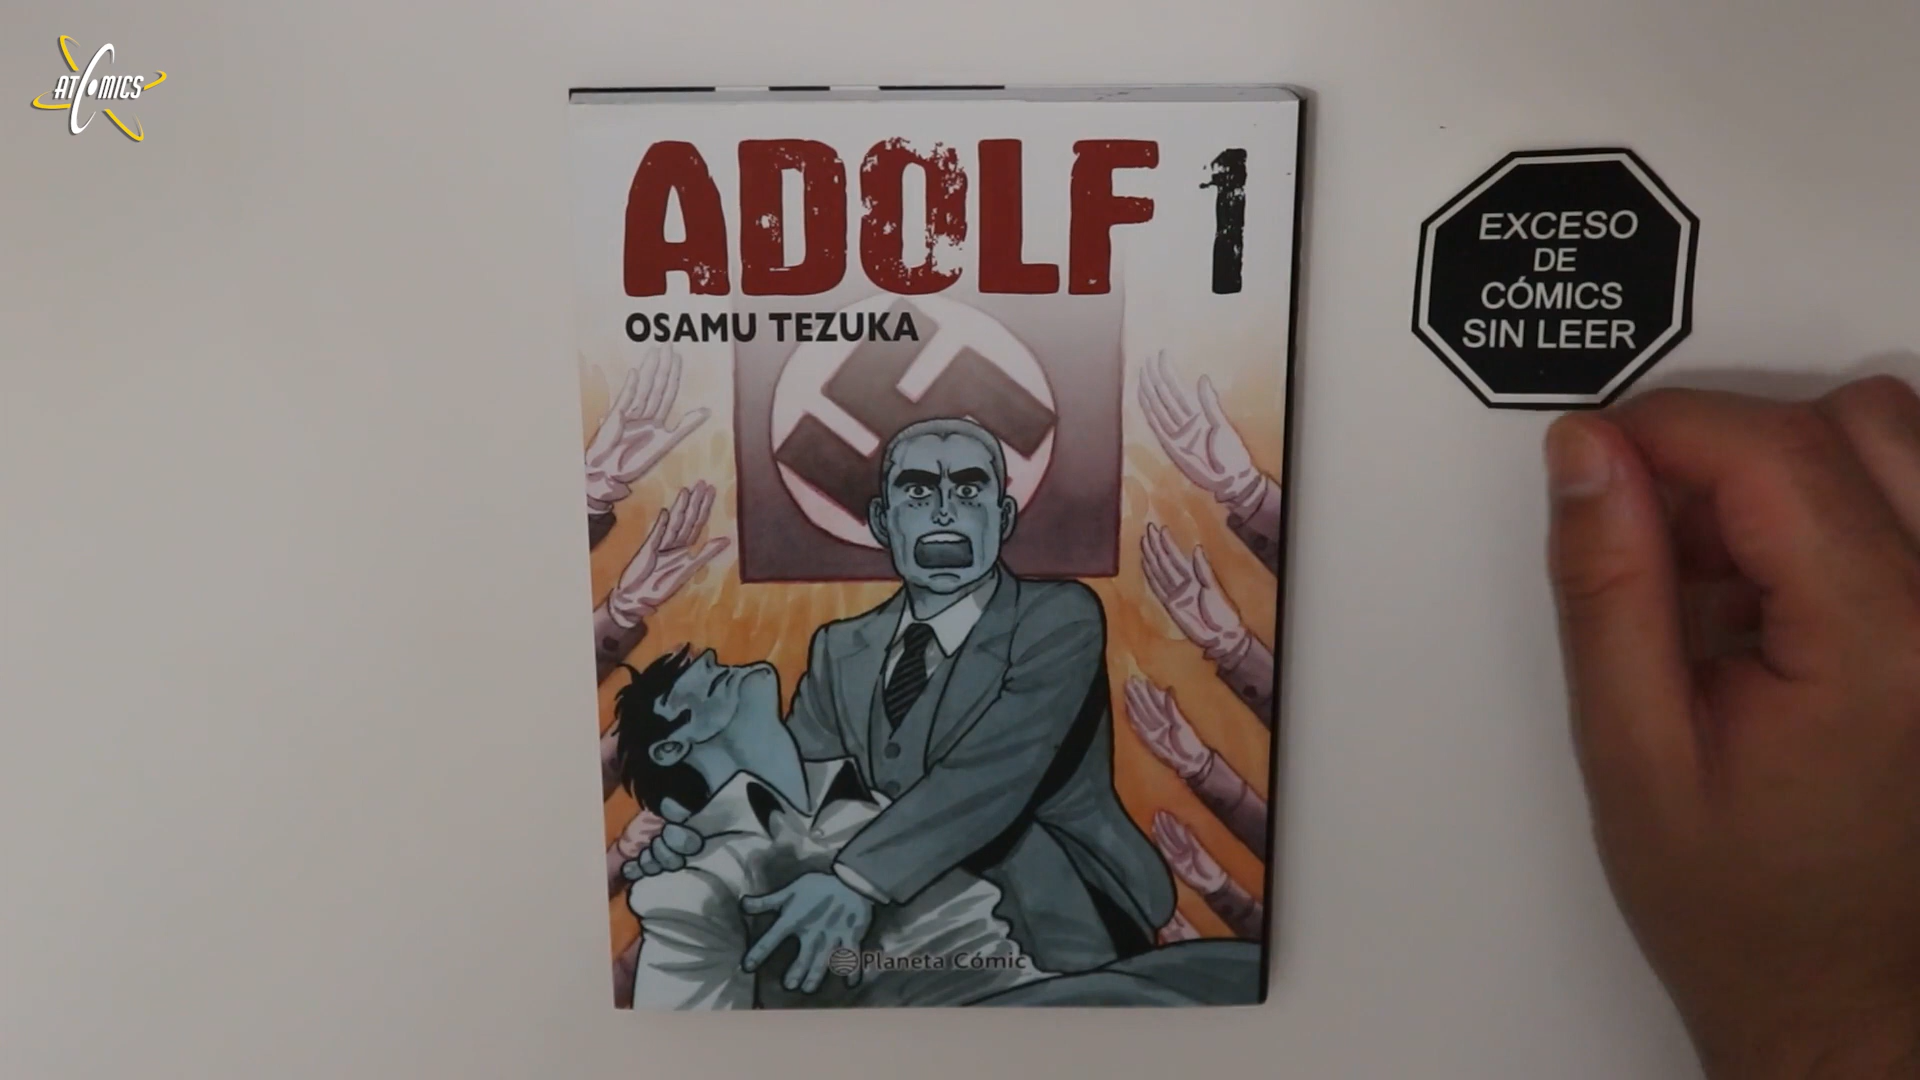 ATCOMICS
ADOLF 1
OSAMU TEZUKA
Planeta Cómic
EXCESO
DE
CÓMICS
SIN LEER